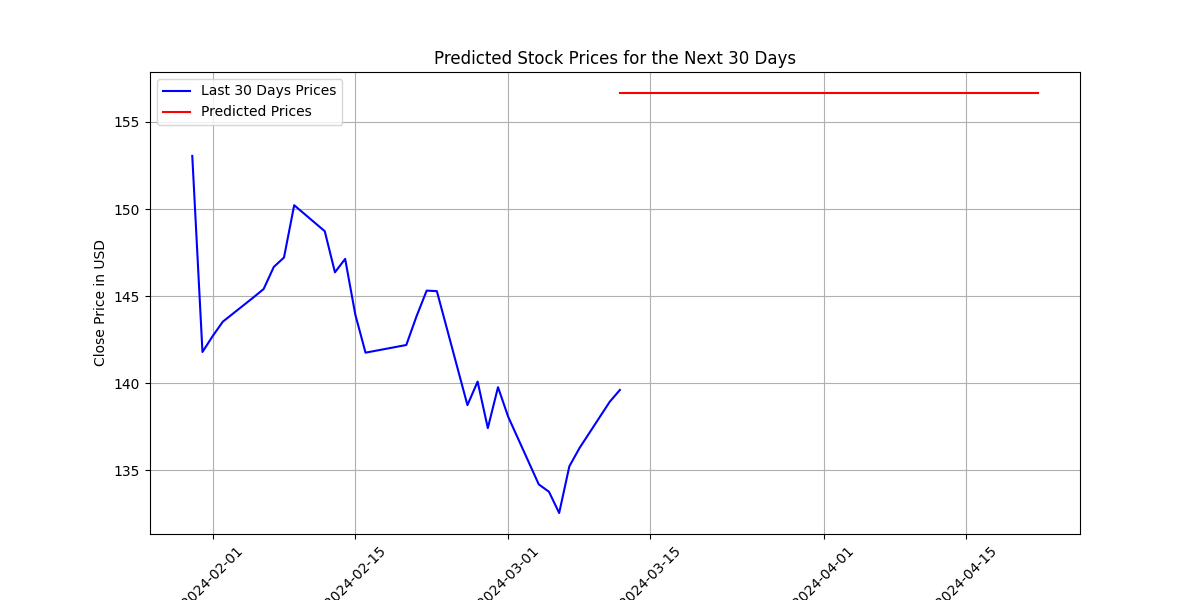 Predicted Stock Prices for the Next 30 Days
Last 30 Days Prices
Predicted Prices
Close Price in USD
155
150
145
140
135
2024-02-01
2024-02-15
2024-03-01
2024-03-15
2024-04-01
2024-04-15